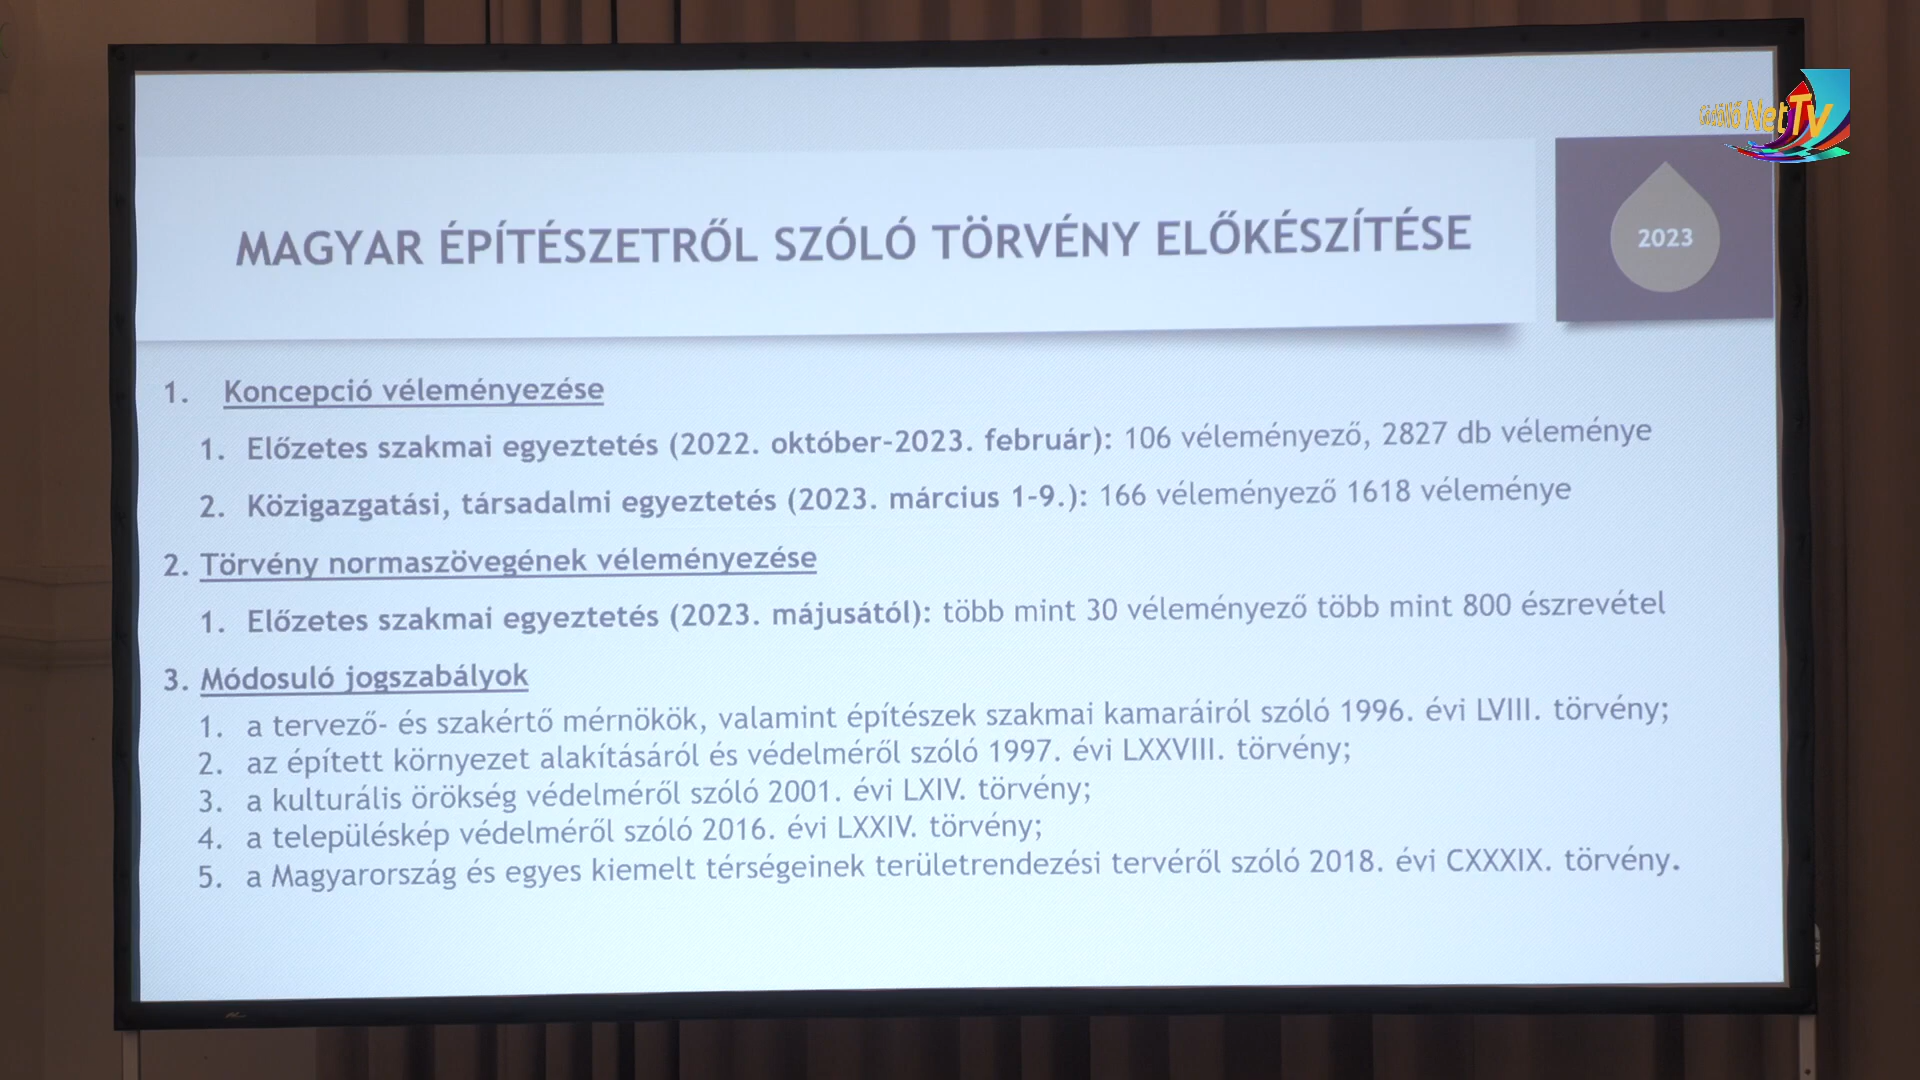 Gödöllő NetTv
MAGYAR ÉPÍTÉSZETRŐL SZÓLÓ TÖRVÉNY ELŐKÉSZÍTÉSE
2023
1. Koncepció véleményezése
1. Előzetes szakmai egyeztetés (2022. október-2023. február): 106 véleményező, 2827 db véleménye
2. Közigazgatási, társadalmi egyeztetés (2023. március 1-9.): 166 véleményező 1618 véleménye
2. Törvény normaszövegének véleményezése
1. Előzetes szakmai egyeztetés (2023. májusától): több mint 30 véleményező több mint 800 észrevétel
3. Módosuló jogszabályok
1. a tervező- és szakértő mérnökök, valamint építészek szakmai kamaráiról szóló 1996. évi LVIII. törvény;
2. az épített környezet alakításáról és védelméről szóló 1997. évi LXXVIII. törvény;
3. a kulturális örökség védelméről szóló 2001. évi LXIV. törvény;
4. a településkép védelméről szóló 2016. évi LXXIV. törvény;
5. a Magyarország és egyes kiemelt térségeinek területrendezési tervéről szóló 2018. évi CXXXIX. törvény.